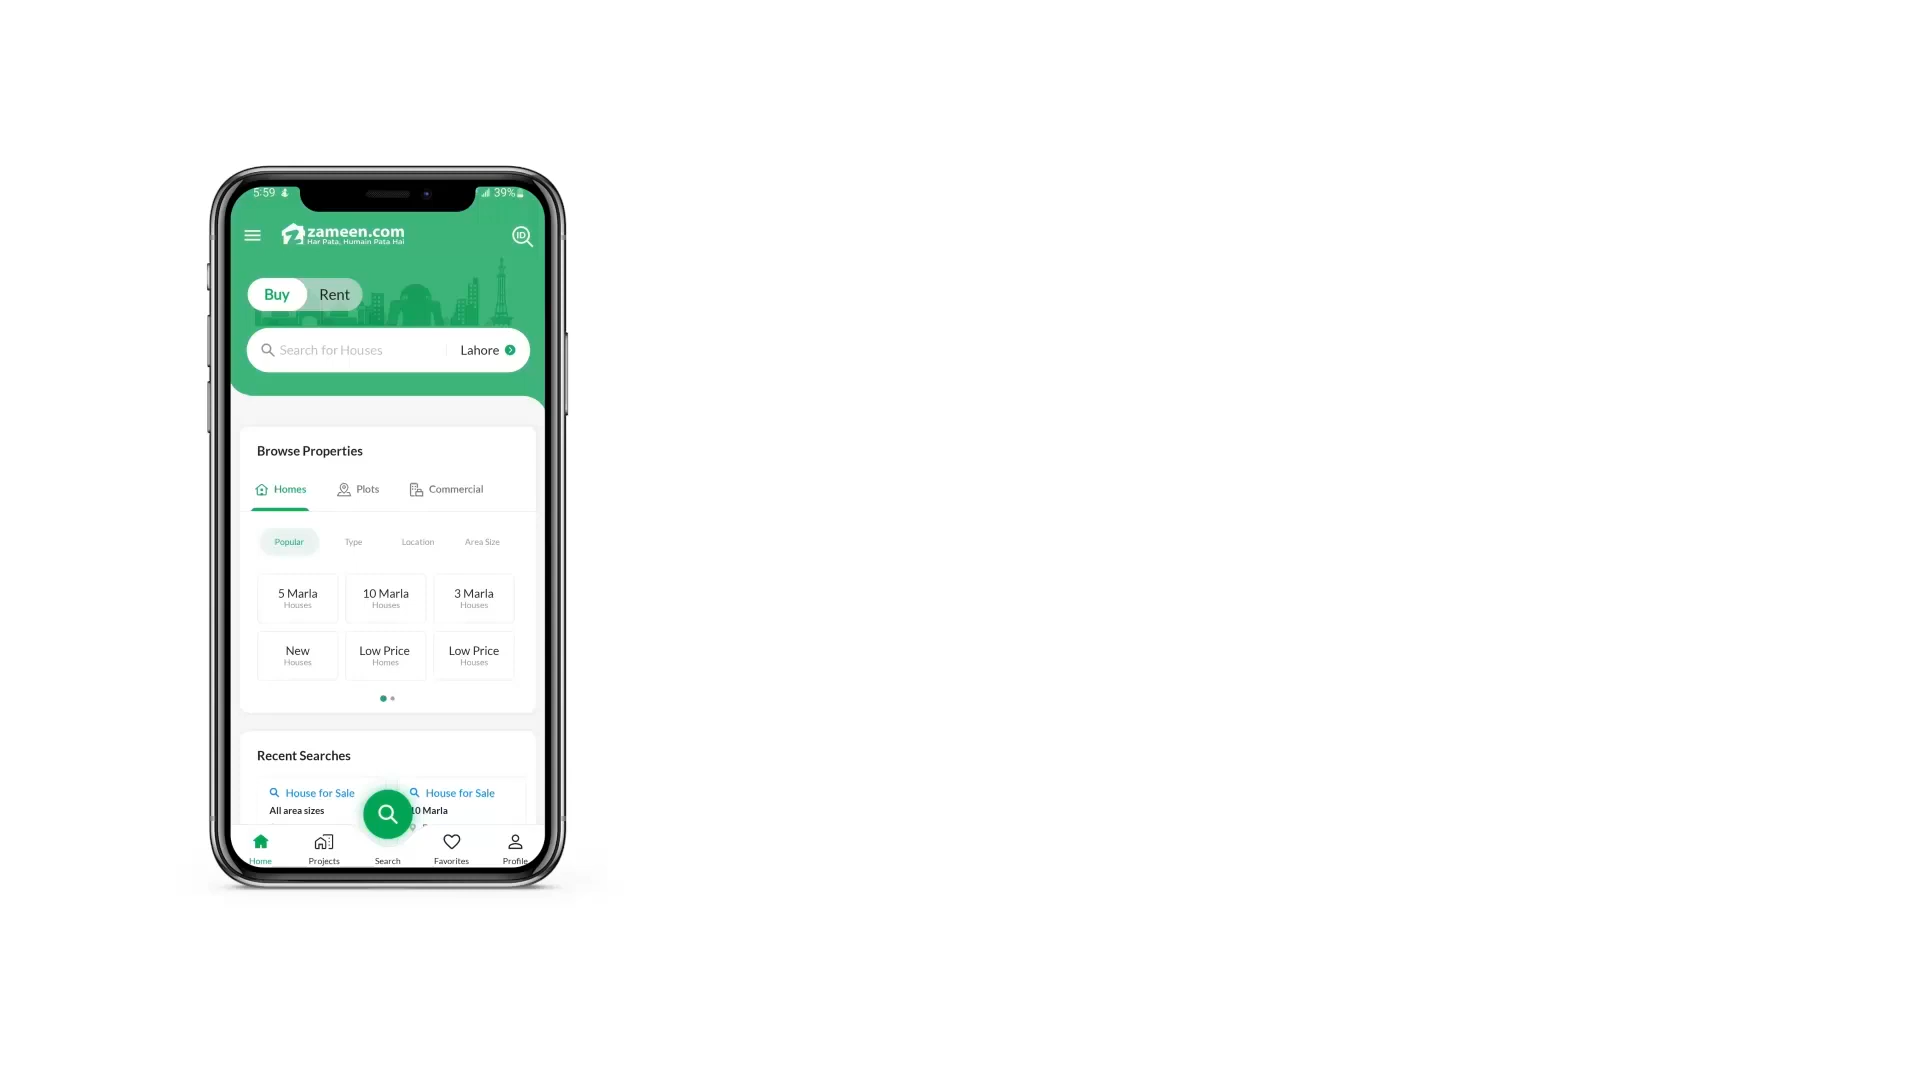 5:59 39%
zameen.com
Har Pata, Humain Pata Hai
ID
Buy Rent
Search for Houses Lahore
Browse Properties
Homes Plots Commercial
Popular Type Location Area Size
5 Marla 10 Marla 3 Marla
Houses Houses Houses
New Low Price Low Price
Houses Homes Houses
Recent Searches
House for Sale House for Sale
All area sizes 10 Marla
Home Projects Search Favorites Profile